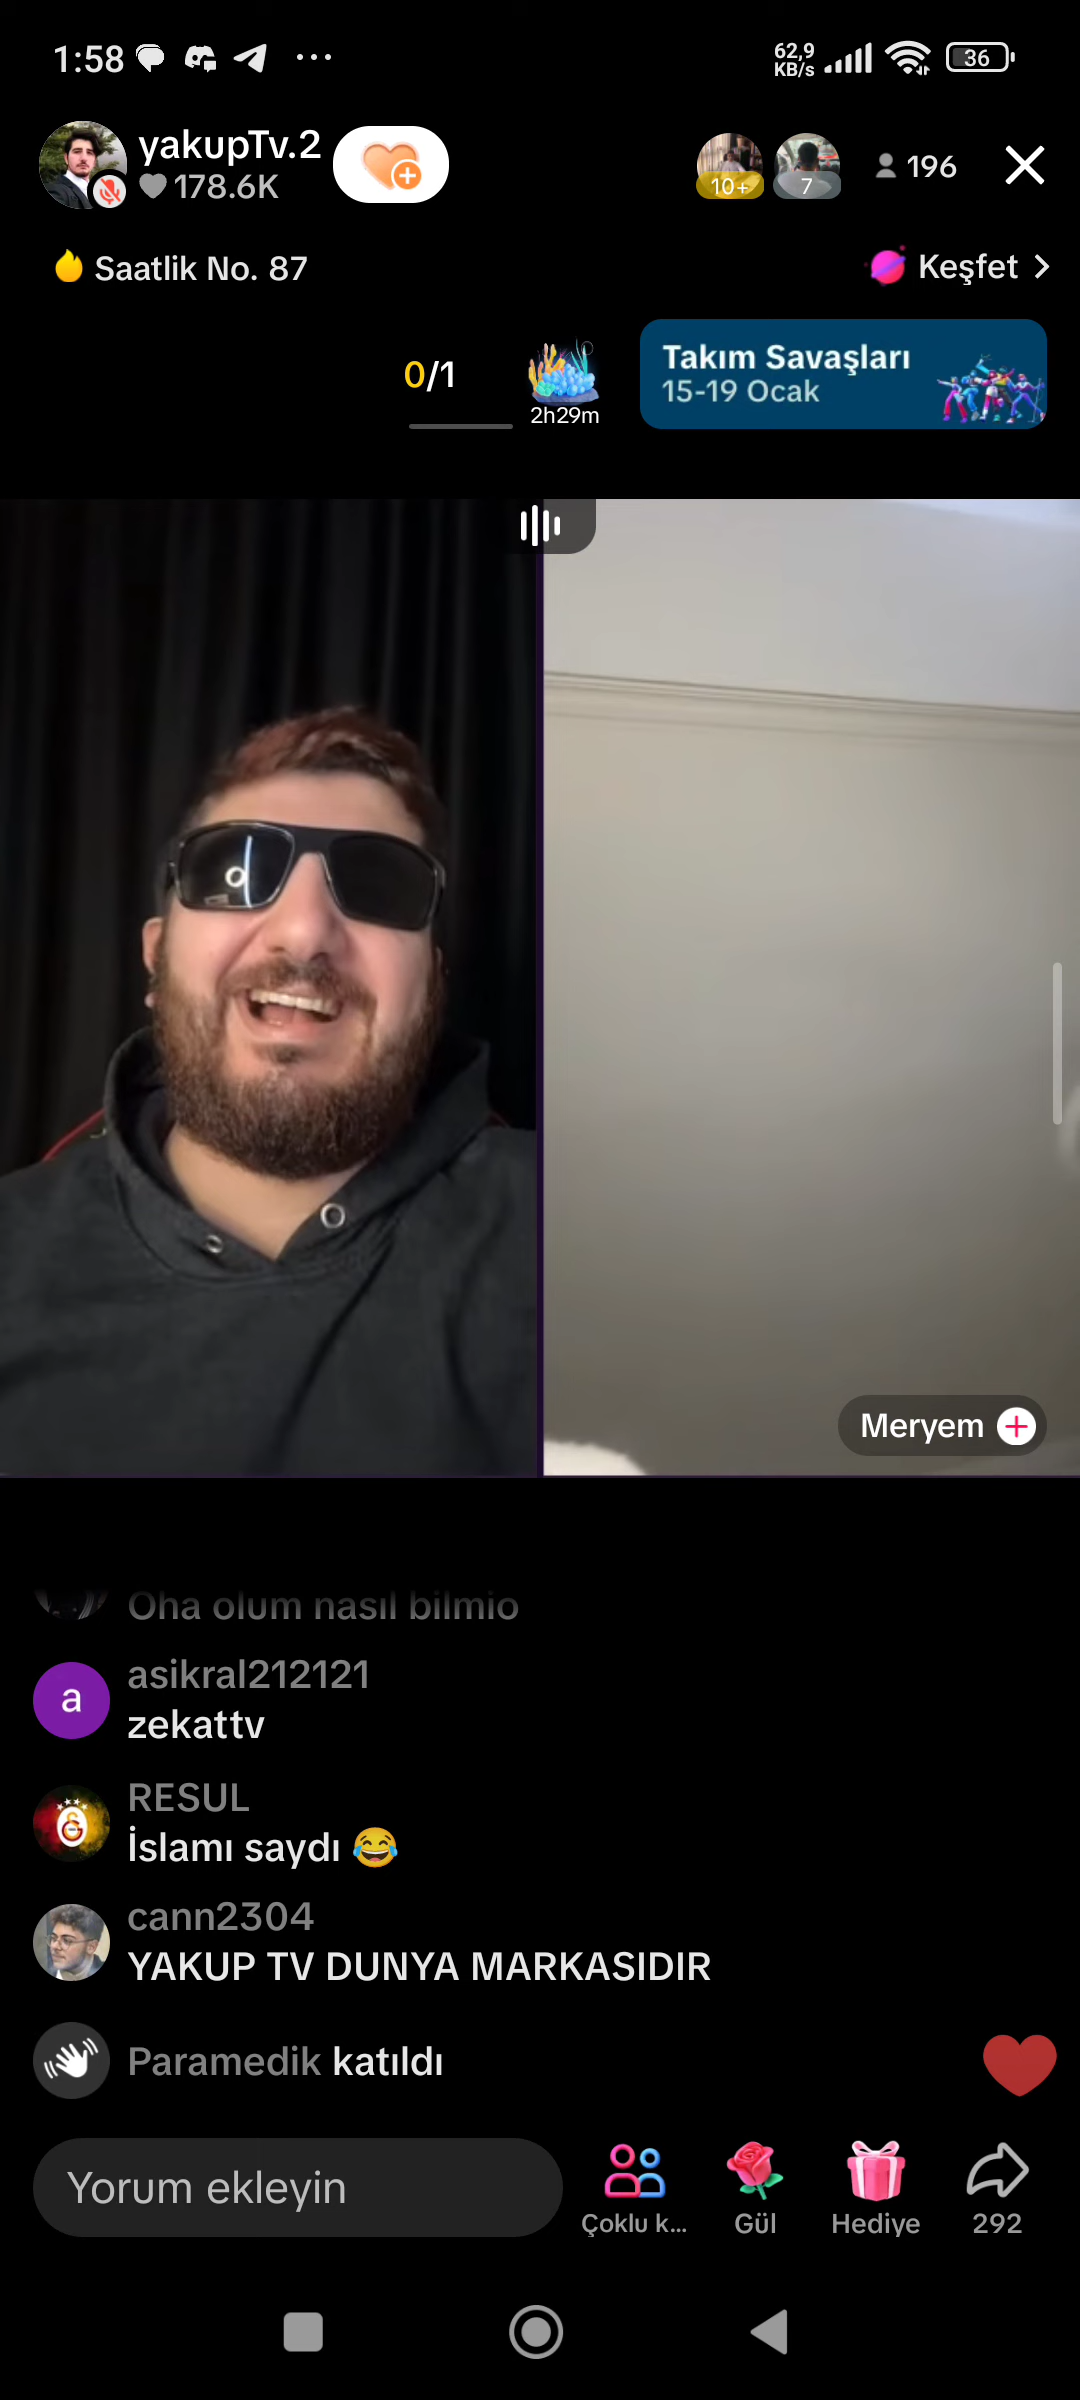 1:58
62,9
KB/s
36
yakupTv.2
178.6K
10+
7
196
Saatlik No. 87
Keşfet
0/1
2h29m
Takım Savaşları
15-19 Ocak
Meryem
Oha olum nasıl bilmio
a
asikral212121
zekattv
RESUL
İslamı saydı 😂
cann2304
YAKUP TV DUNYA MARKASIDIR
Paramedik katıldı
Yorum ekleyin
Çoklu k...
Gül
Hediye
292